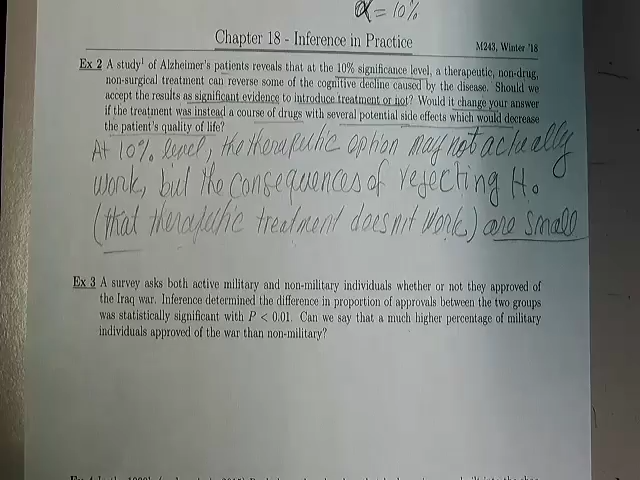 α = 10%
Chapter 18 - Inference in Practice
M243, Winter '18
Ex 2 A study¹ of Alzheimer's patients reveals that at the 10% significance level, a therapeutic, non-drug,
non-surgical treatment can reverse some of the cognitive decline caused by the disease. Should we
accept the results as significant evidence to introduce treatment or not? Would it change your answer
if the treatment was instead a course of drugs with several potential side effects which would decrease
the patient's quality of life?
At 10% level, the therapeutic option may not actually
work, but the consequences of rejecting H₀
(that therapeutic treatment doesn't work) are small
Ex 3 A survey asks both active military and non-military individuals whether or not they approved of
the Iraq war. Inference determined the difference in proportion of approvals between the two groups
was statistically significant with P < 0.01. Can we say that a much higher percentage of military
individuals approved of the war than non-military?